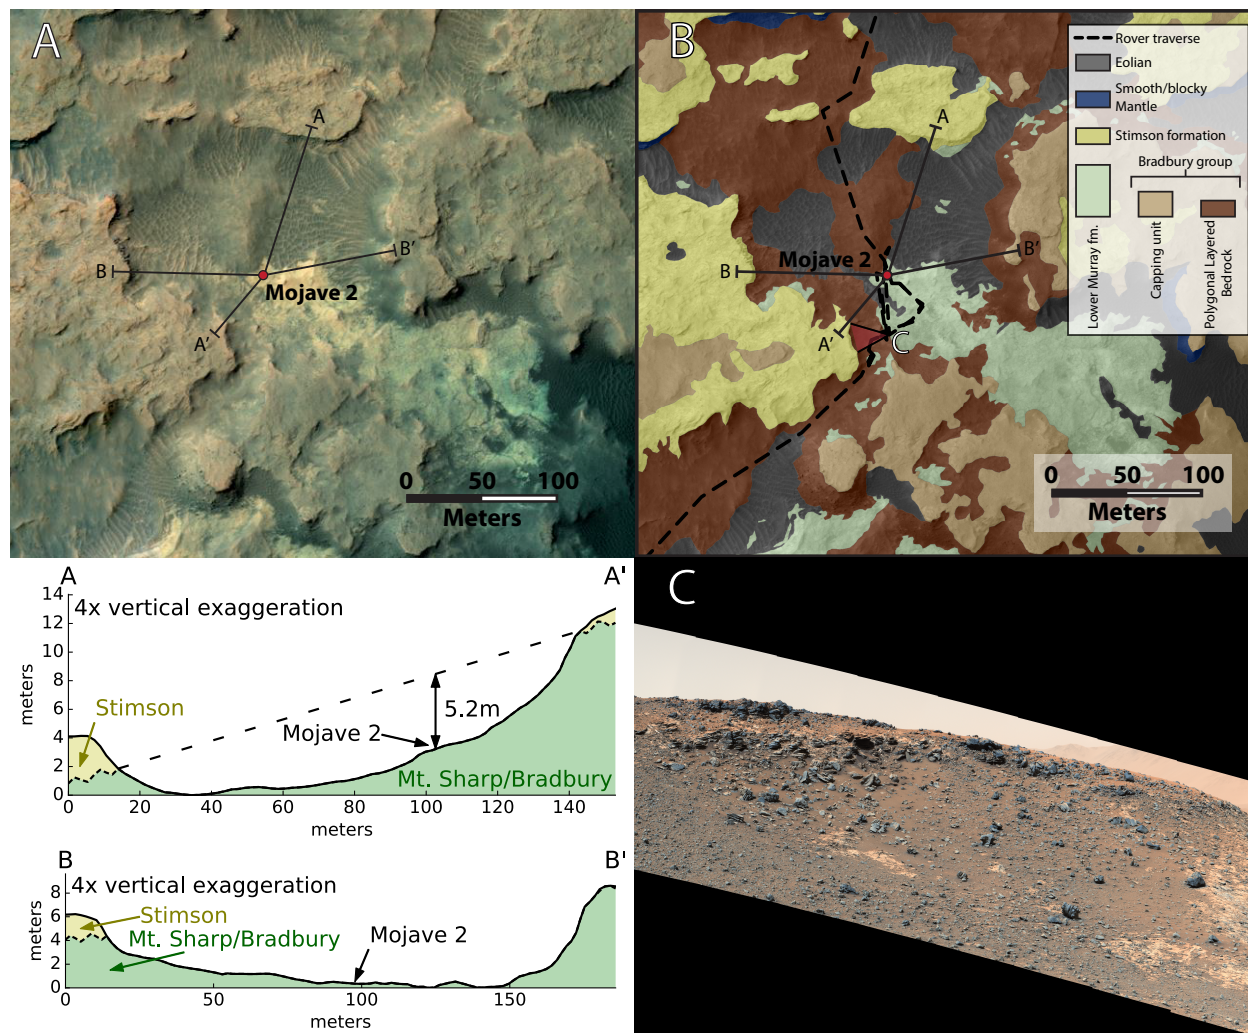 A
A
B
B'
Mojave 2
A'
0 50 100
Meters
B
Rover traverse
Eolian
Smooth/blocky
Mantle
Stimson formation
Bradbury group
Lower Murray fm.
Capping unit
Polygonal Layered
Bedrock
A
B
Mojave 2
B'
A'
C
0 50 100
Meters
A A'
4x vertical exaggeration
14
12
10
8
6
4
2
0
meters
Stimson
Mojave 2
5.2m
Mt. Sharp/Bradbury
0 20 40 60 80 100 120 140
meters
B B'
4x vertical exaggeration
8
6
4
2
0
meters
Stimson
Mt. Sharp/Bradbury
Mojave 2
0 50 100 150
meters
C